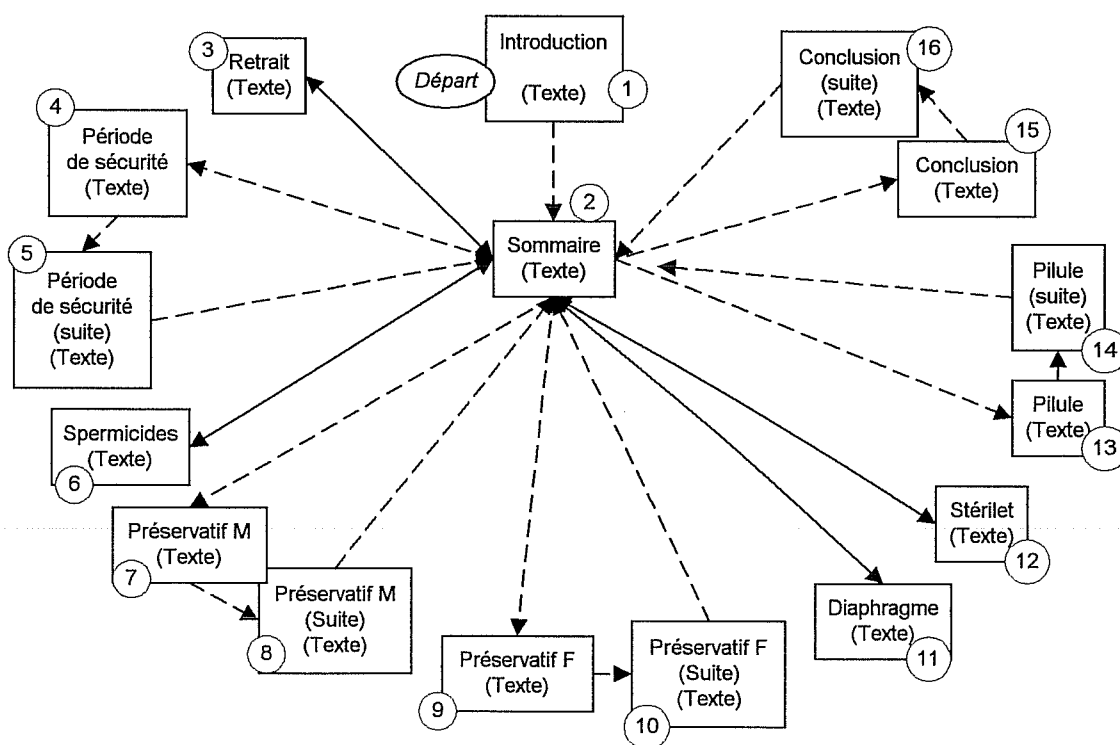 Départ
Introduction
(Texte)
1
2
Sommaire
(Texte)
3
Retrait
(Texte)
4
Période
de sécurité
(Texte)
5
Période
de sécurité
(suite)
(Texte)
Spermicides
(Texte)
6
Préservatif M
(Texte)
7
Préservatif M
(Suite)
(Texte)
8
Préservatif F
(Texte)
9
Préservatif F
(Suite)
(Texte)
10
Diaphragme
(Texte)
11
Stérilet
(Texte)
12
Pilule
(Texte)
13
Pilule
(suite)
(Texte)
14
15
Conclusion
(Texte)
16
Conclusion
(suite)
(Texte)